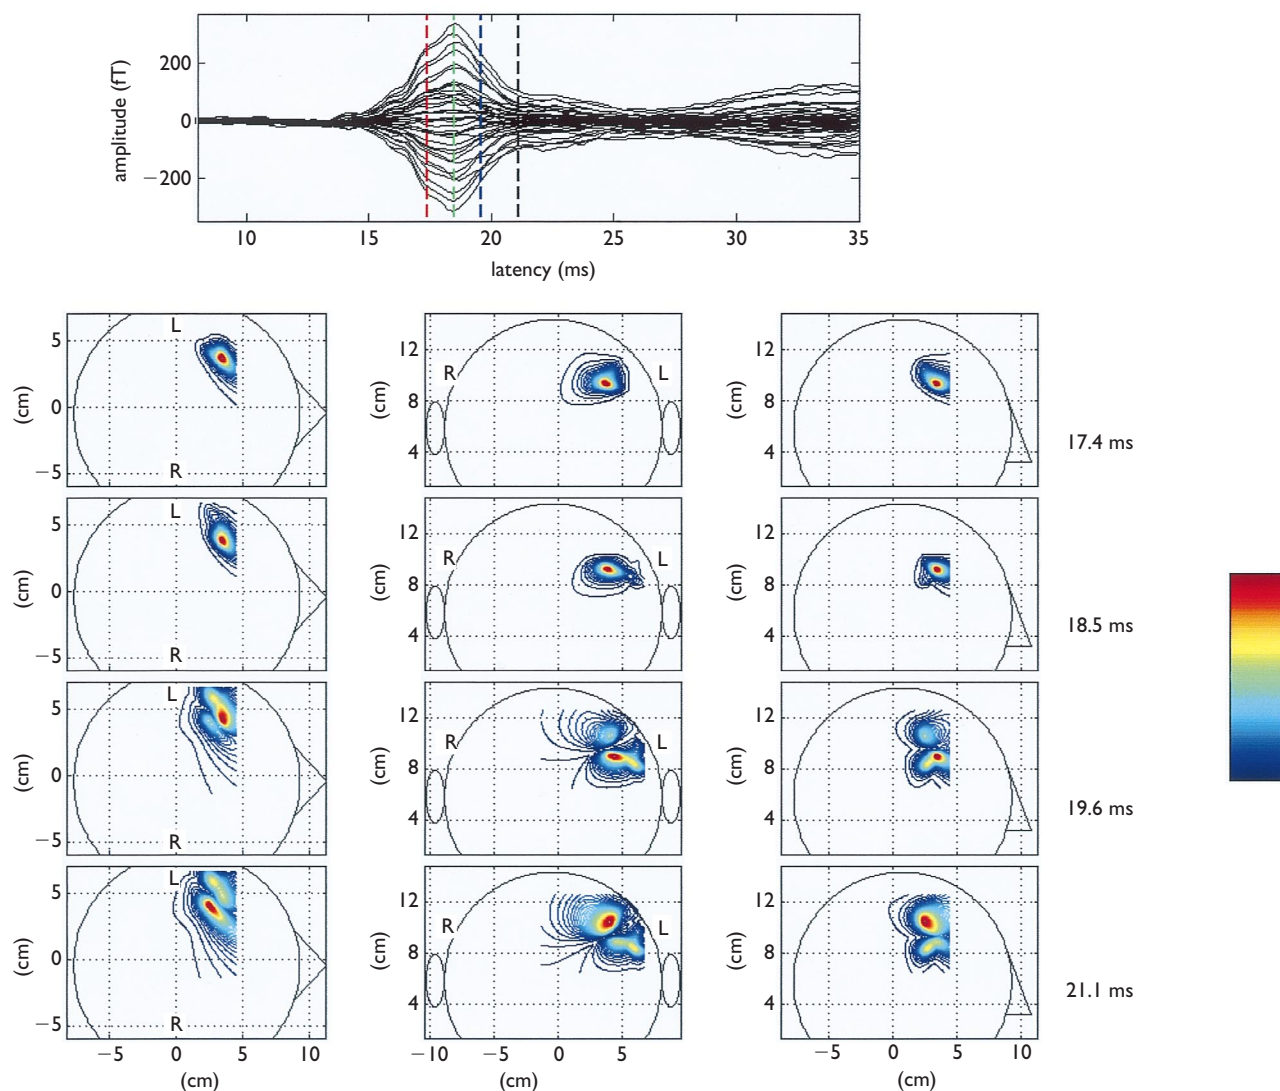 amplitude (fT)
200
0
−200
10 15 20 25 30 35
latency (ms)
L
5
0
−5
R
(cm)
12
8
4
R L
(cm)
12
8
4
(cm)
17.4 ms
L
5
0
−5
R
(cm)
12
8
4
R L
(cm)
12
8
4
(cm)
18.5 ms
L
5
0
−5
R
(cm)
12
8
4
R L
(cm)
12
8
4
(cm)
19.6 ms
L
5
0
−5
R
(cm)
12
8
4
R L
(cm)
12
8
4
(cm)
21.1 ms
−5 0 5 10
(cm)
−10 −5 0 5
(cm)
−5 0 5 10
(cm)